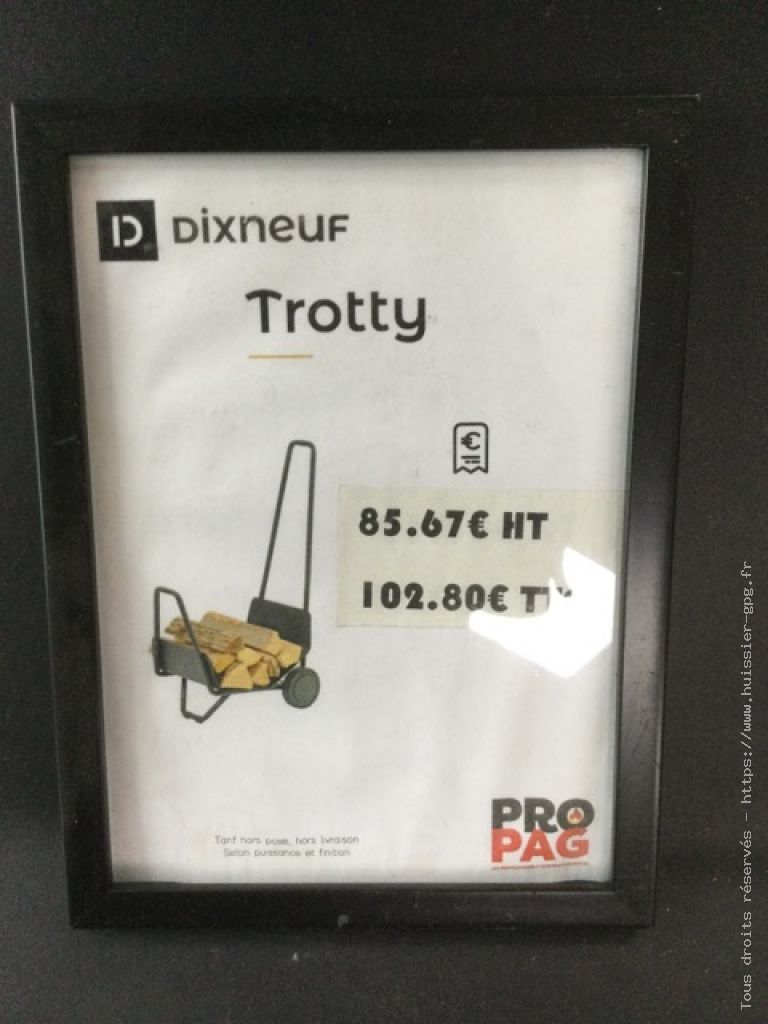 D DixneuF
Trotty
€
85.67€ HT
102.80€
Tarif hors pose, hors livraison
Selon puissance et finition
PRO
PAG
Tous droits réservés - https://www.huissier-gpg.fr